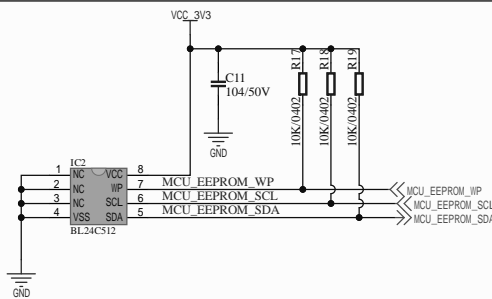 VCC_3V3
C11
104/50V
GND
R17
10K/0402
R18
10K/0402
R19
10K/0402
IC2
1 NC VCC 8
2 NC WP 7 MCU_EEPROM_WP
3 NC SCL 6 MCU_EEPROM_SCL
4 VSS SDA 5 MCU_EEPROM_SDA
BL24C512
MCU_EEPROM_WP
MCU_EEPROM_SCL
MCU_EEPROM_SDA
GND